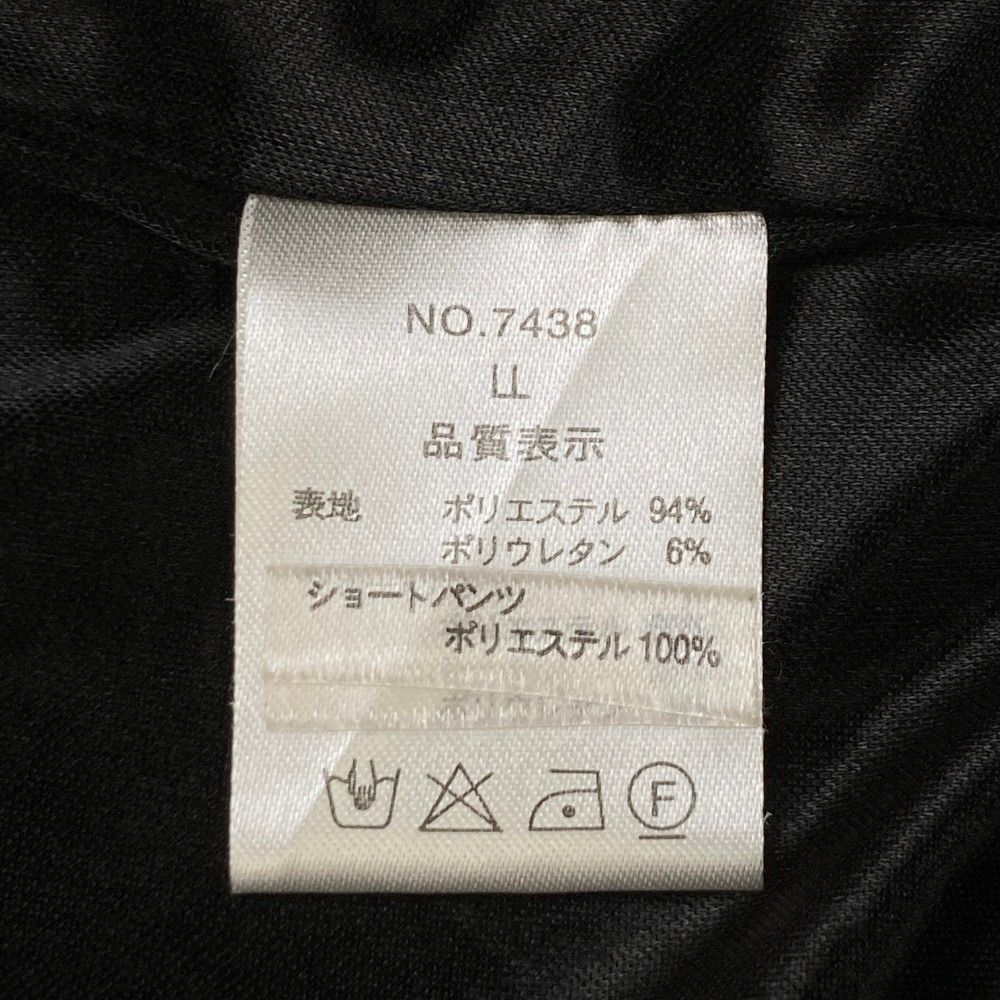 NO.7438
LL
品質表示
表地 ポリエステル 94%
ポリウレタン 6%
ショートパンツ
ポリエステル 100%
F